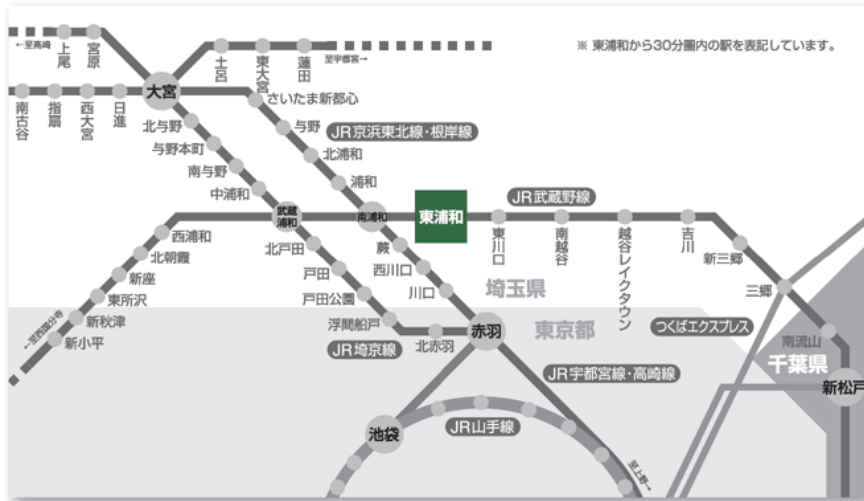 ※ 東浦和から30分圏内の駅を表記しています。
←至高崎
上尾
宮原
大宮
土呂
東大宮
蓮田
至宇都宮→
南古谷
指扇
西大宮
日進
さいたま新都心
北与野
与野
JR京浜東北線・根岸線
与野本町
北浦和
南与野
浦和
中浦和
武蔵浦和
南浦和
東浦和
JR武蔵野線
東川口
南越谷
越谷レイクタウン
吉川
新三郷
三郷
南流山
新松戸
西浦和
北朝霞
新座
東所沢
新秋津
新小平
←至西国分寺
北戸田
戸田
戸田公園
浮間船戸
北赤羽
JR埼京線
蕨
西川口
川口
赤羽
埼玉県
東京都
つくばエクスプレス
千葉県
JR宇都宮線・高崎線
池袋
JR山手線
至上野→